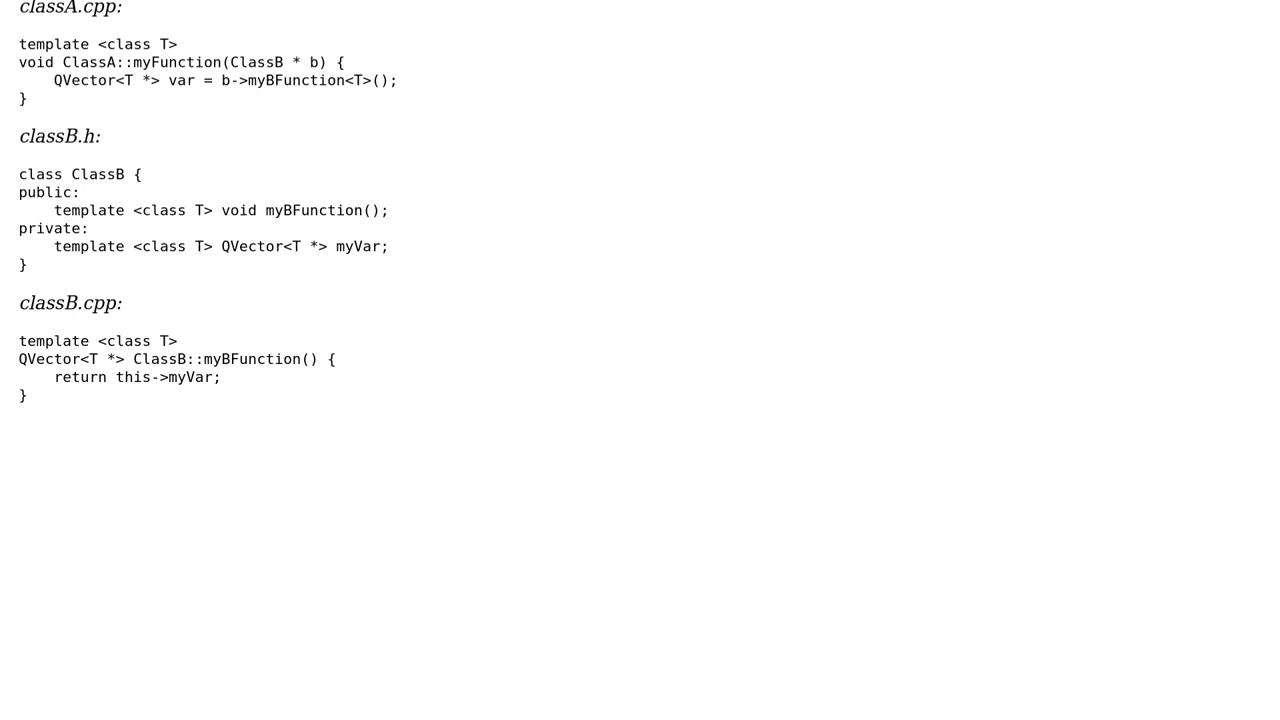 classA.cpp:
template <class T>
void ClassA::myFunction(ClassB * b) {
    QVector<T *> var = b->myBFunction<T>();
}
classB.h:
class ClassB {
public:
    template <class T> void myBFunction();
private:
    template <class T> QVector<T *> myVar;
}
classB.cpp:
template <class T>
QVector<T *> ClassB::myBFunction() {
    return this->myVar;
}